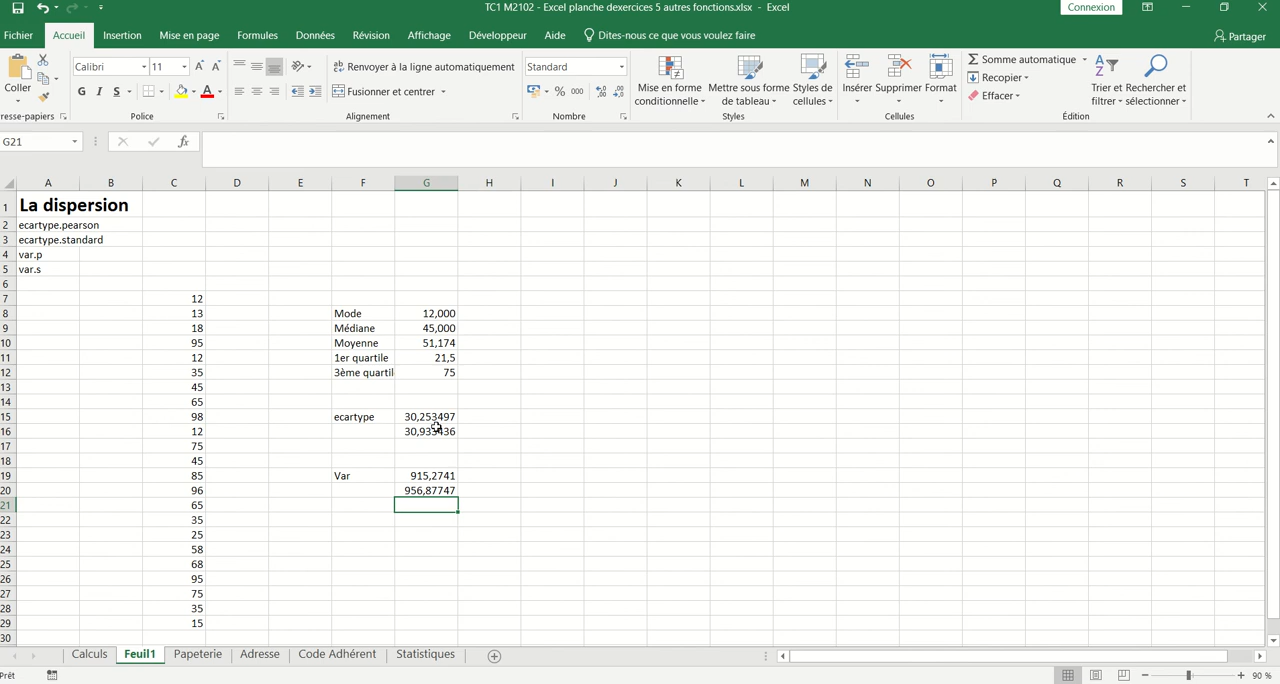 TC1 M2102 - Excel planche dexercices 5 autres fonctions.xlsx - Excel
Connexion
Fichier Accueil Insertion Mise en page Formules Données Révision Affichage Développeur Aide Dites-nous ce que vous voulez faire Partager
Coller
Calibri 11
Renvoyer à la ligne automatiquement
Standard
Somme automatique
G I S
Fusionner et centrer
% 000
Mise en forme conditionnelle
Mettre sous forme de tableau
Styles de cellules
Insérer Supprimer Format
Recopier
Effacer
Trier et filtrer
Rechercher et sélectionner
resse-papiers Police Alignement Nombre Styles Cellules Édition
G21 fx
A B C D E F G H I J K L M N O P Q R S T
1 La dispersion
2 ecartype.pearson
3 ecartype.standard
4 var.p
5 var.s
6
7 12
8 13 Mode 12,000
9 18 Médiane 45,000
10 95 Moyenne 51,174
11 12 1er quartile 21,5
12 35 3ème quartil 75
13 45
14 65
15 98 ecartype 30,253497
16 12 30,933436
17 75
18 45
19 85 Var 915,2741
20 96 956,87747
21 65
22 35
23 25
24 58
25 68
26 95
27 75
28 35
29 15
30
Calculs Feuil1 Papeterie Adresse Code Adhérent Statistiques
Prêt 90 %